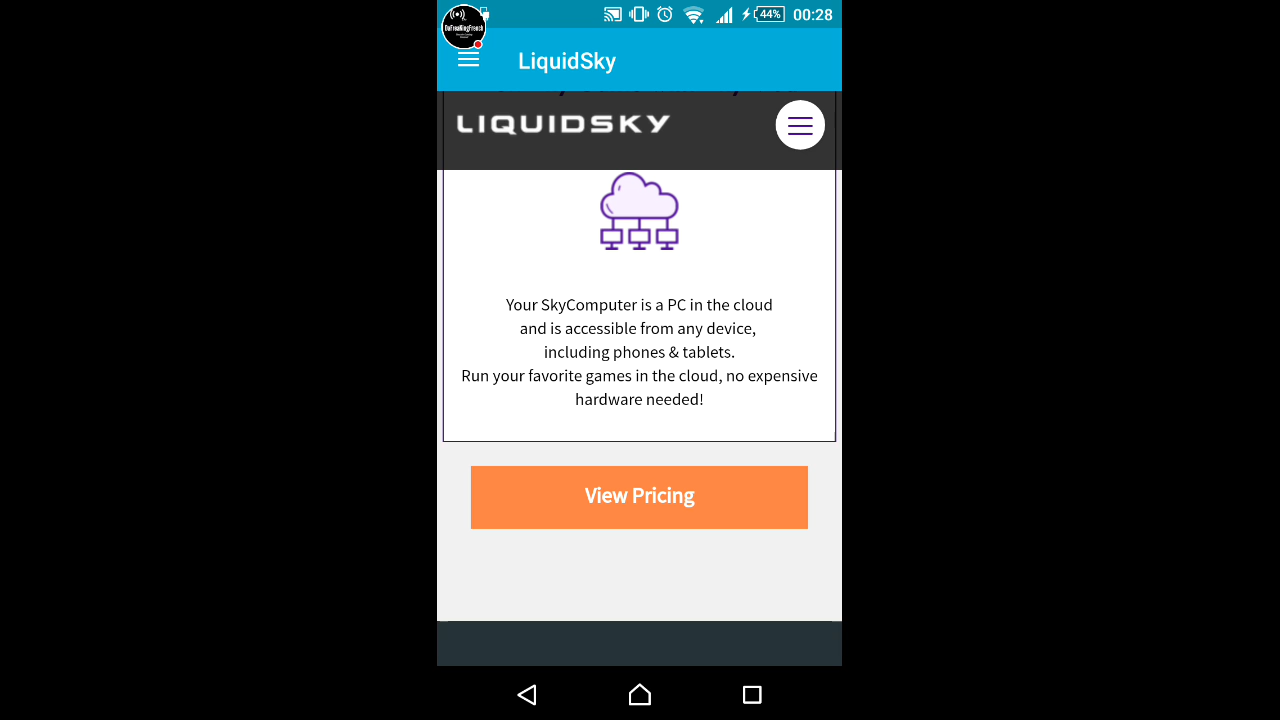 44%
00:28
LiquidSky
LIQUIDSKY
Your SkyComputer is a PC in the cloud
and is accessible from any device,
including phones & tablets.
Run your favorite games in the cloud, no expensive
hardware needed!
View Pricing